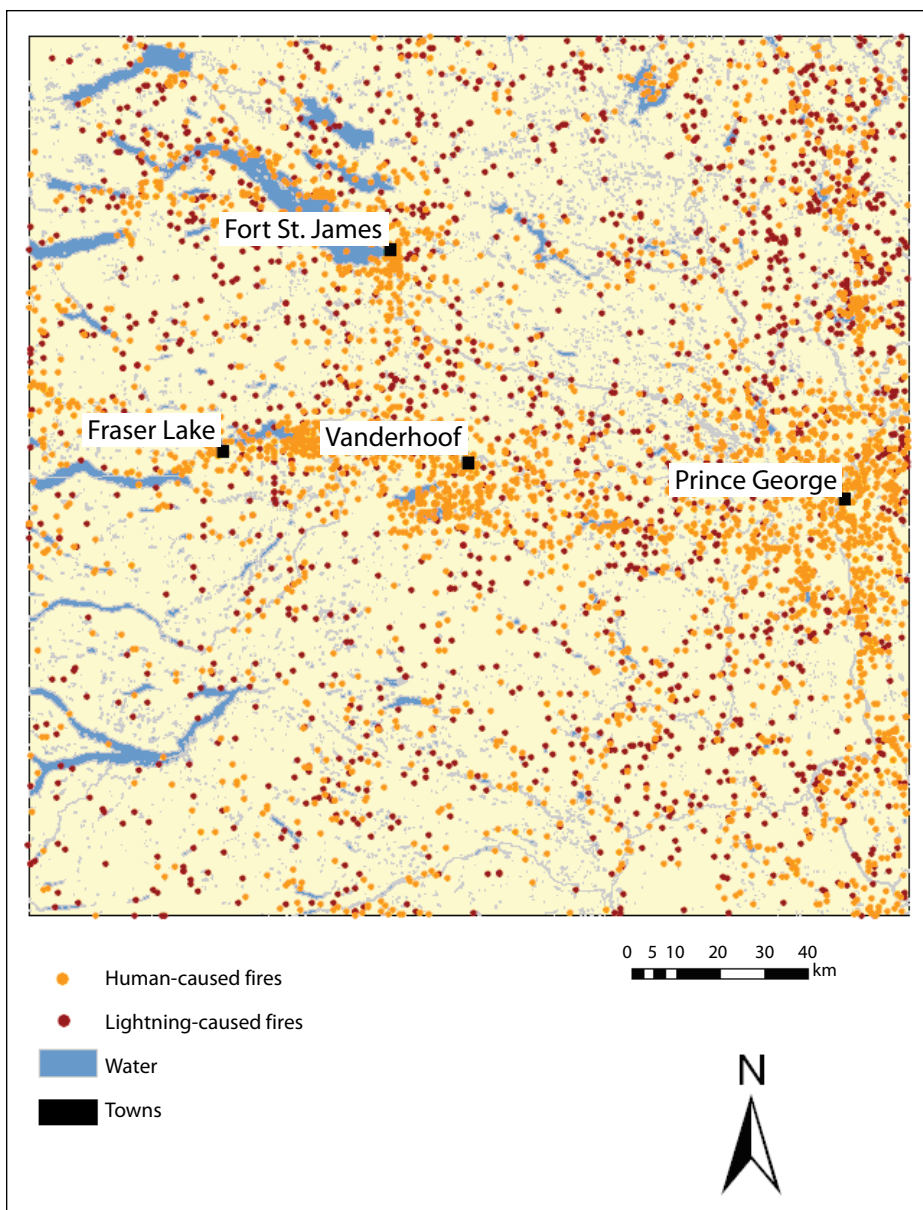 Fort St. James
Fraser Lake
Vanderhoof
Prince George
0 5 10 20 30 40
km
Human-caused fires
Lightning-caused fires
Water
Towns
N